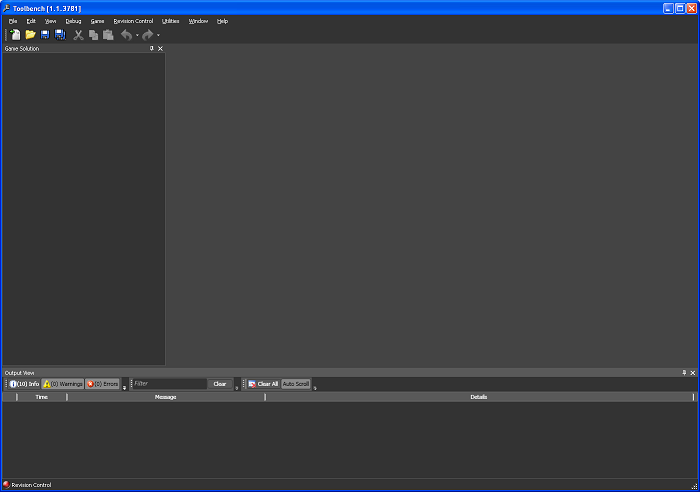 Toolbench [1.1.3781]
File Edit View Debug Game Revision Control Utilities Window Help
Game Solution
Output View
(10) Info (0) Warnings (0) Errors Filter Clear Clear All Auto Scroll
Time Message Details
Revision Control